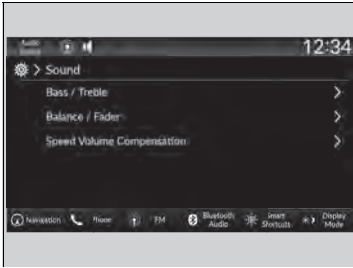 Audio
12:34
> Sound
Bass / Treble >
Balance / Fader >
Speed Volume Compensation >
Navigation Phone FM Bluetooth Audio Smart Shortcuts Display Mode